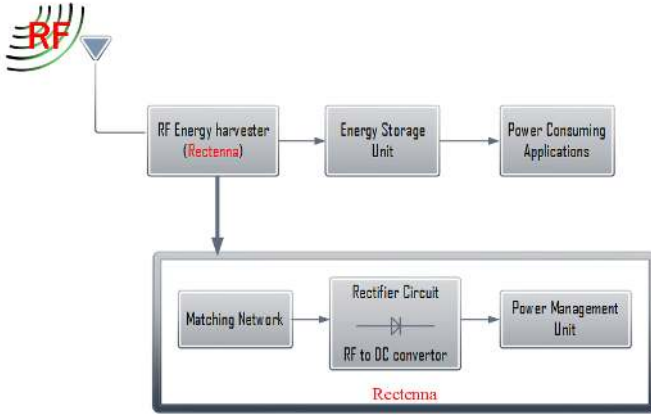 RF
RF Energy harvester
(Rectenna)
Energy Storage
Unit
Power Consuming
Applications
Matching Network
Rectifier Circuit
RF to DC convertor
Power Management
Unit
Rectenna